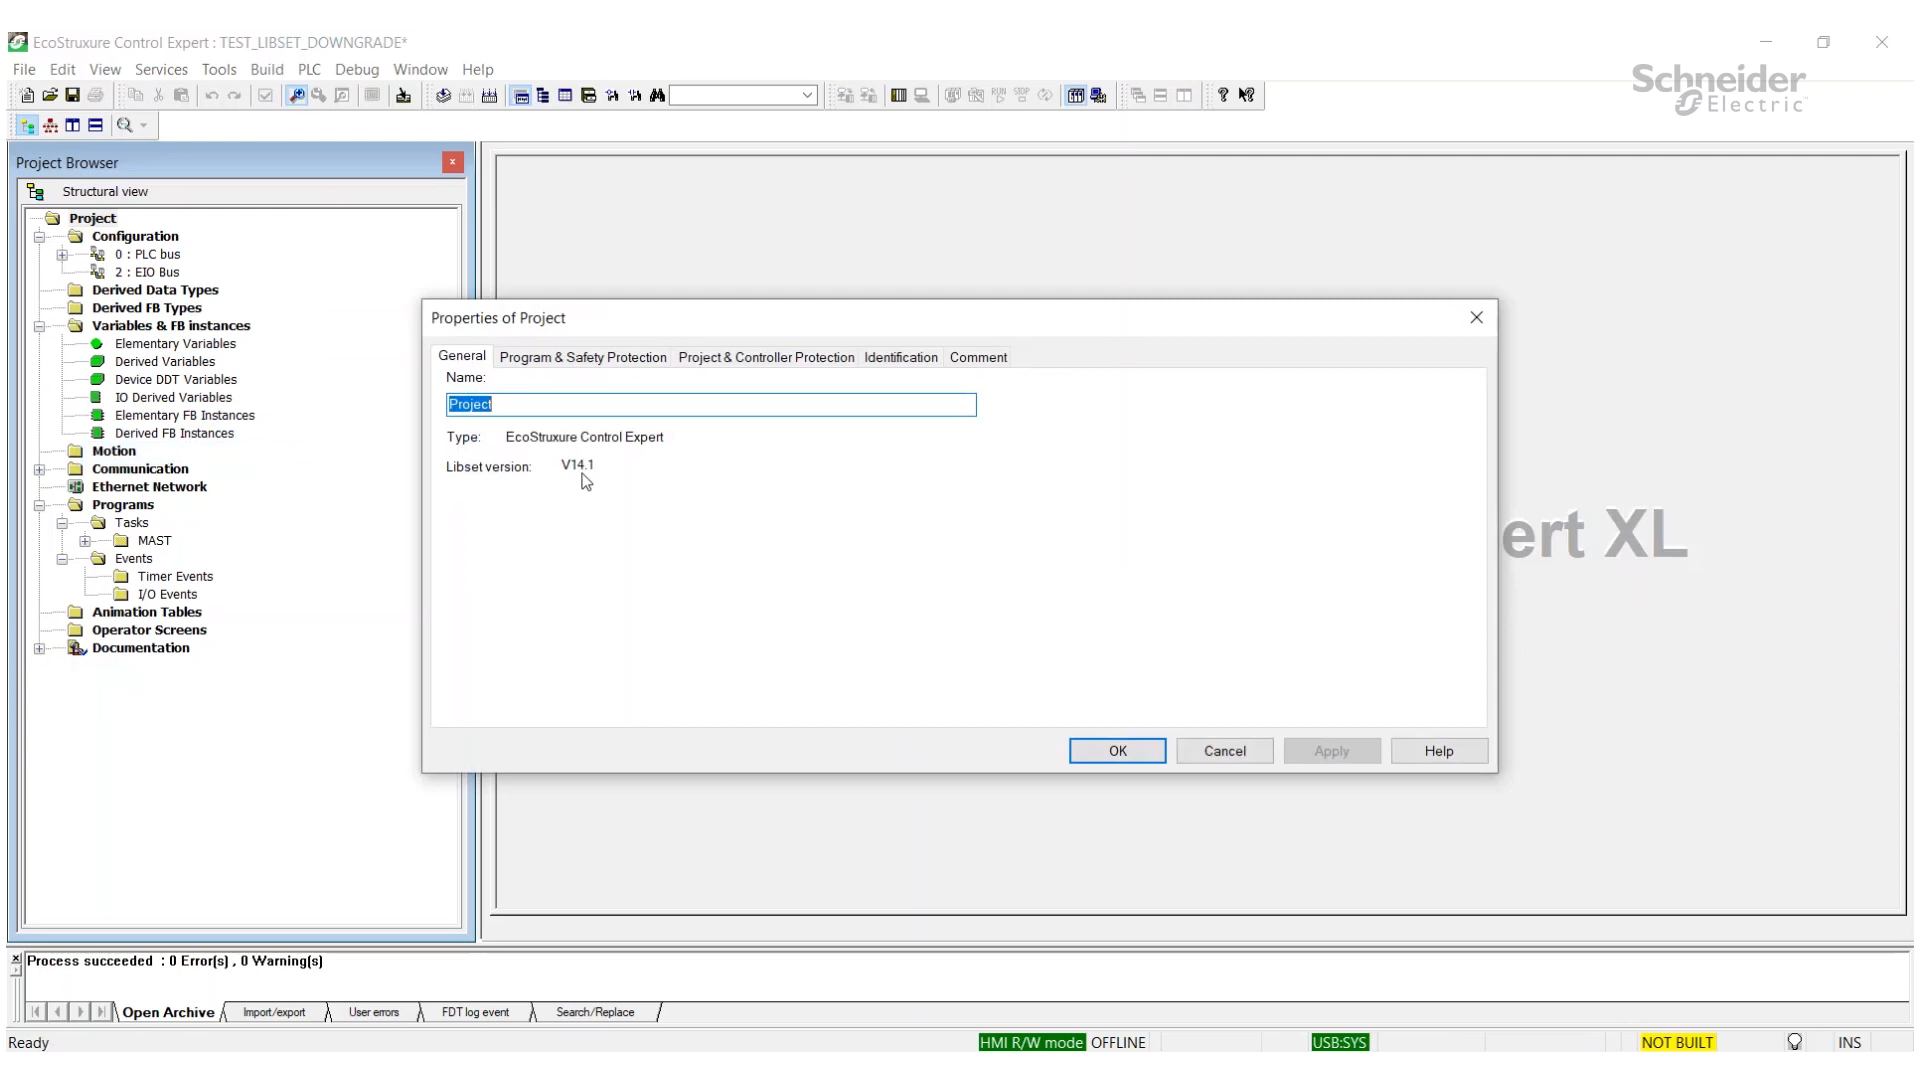 EcoStruxure Control Expert : TEST_LIBSET_DOWNGRADE*
File Edit View Services Tools Build PLC Debug Window Help
Schneider
Electric
Project Browser
Structural view
Project
Configuration
0 : PLC bus
2 : EIO Bus
Derived Data Types
Derived FB Types
Variables & FB instances
Elementary Variables
Derived Variables
Device DDT Variables
IO Derived Variables
Elementary FB Instances
Derived FB Instances
Motion
Communication
Ethernet Network
Programs
Tasks
MAST
Events
Timer Events
I/O Events
Animation Tables
Operator Screens
Documentation
Properties of Project
General Program & Safety Protection Project & Controller Protection Identification Comment
Name:
Project
Type: EcoStruxure Control Expert
Libset version: V14.1
OK Cancel Apply Help
ert XL
Process succeeded : 0 Error(s) , 0 Warning(s)
Open Archive Import/export User errors FDT log event Search/Replace
Ready HMI R/W mode OFFLINE USB:SYS NOT BUILT INS